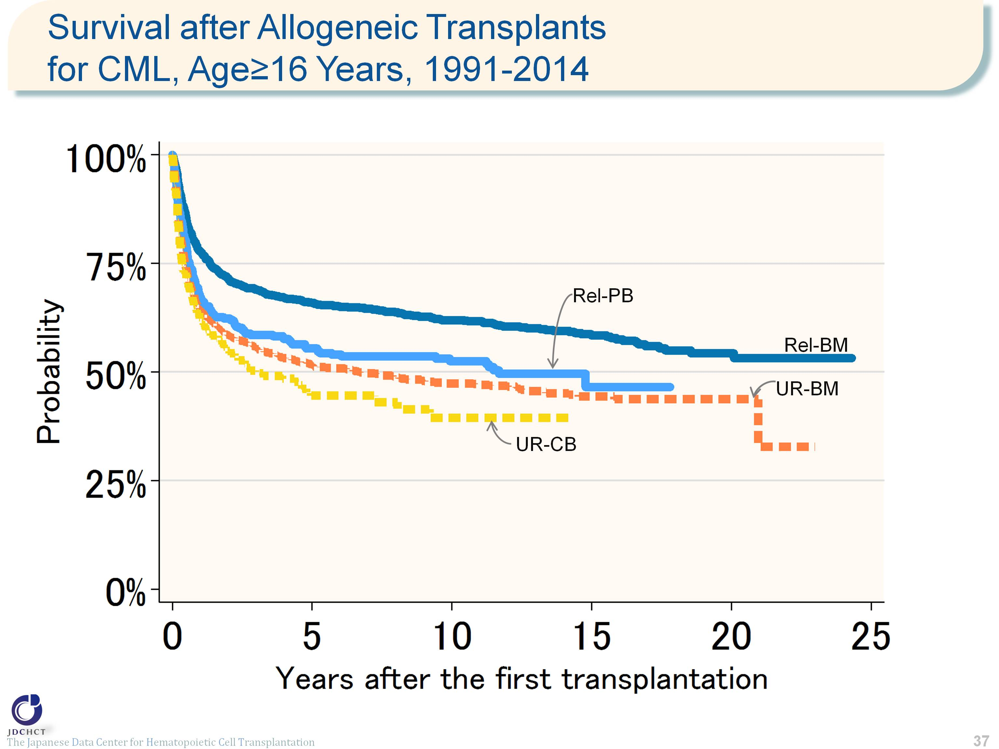 Survival after Allogeneic Transplants
for CML, Age≥16 Years, 1991-2014
100%
75%
50%
25%
0%
Probability
Rel-PB
Rel-BM
UR-BM
UR-CB
0 5 10 15 20 25
Years after the first transplantation
JDCHCT
The Japanese Data Center for Hematopoietic Cell Transplantation
37